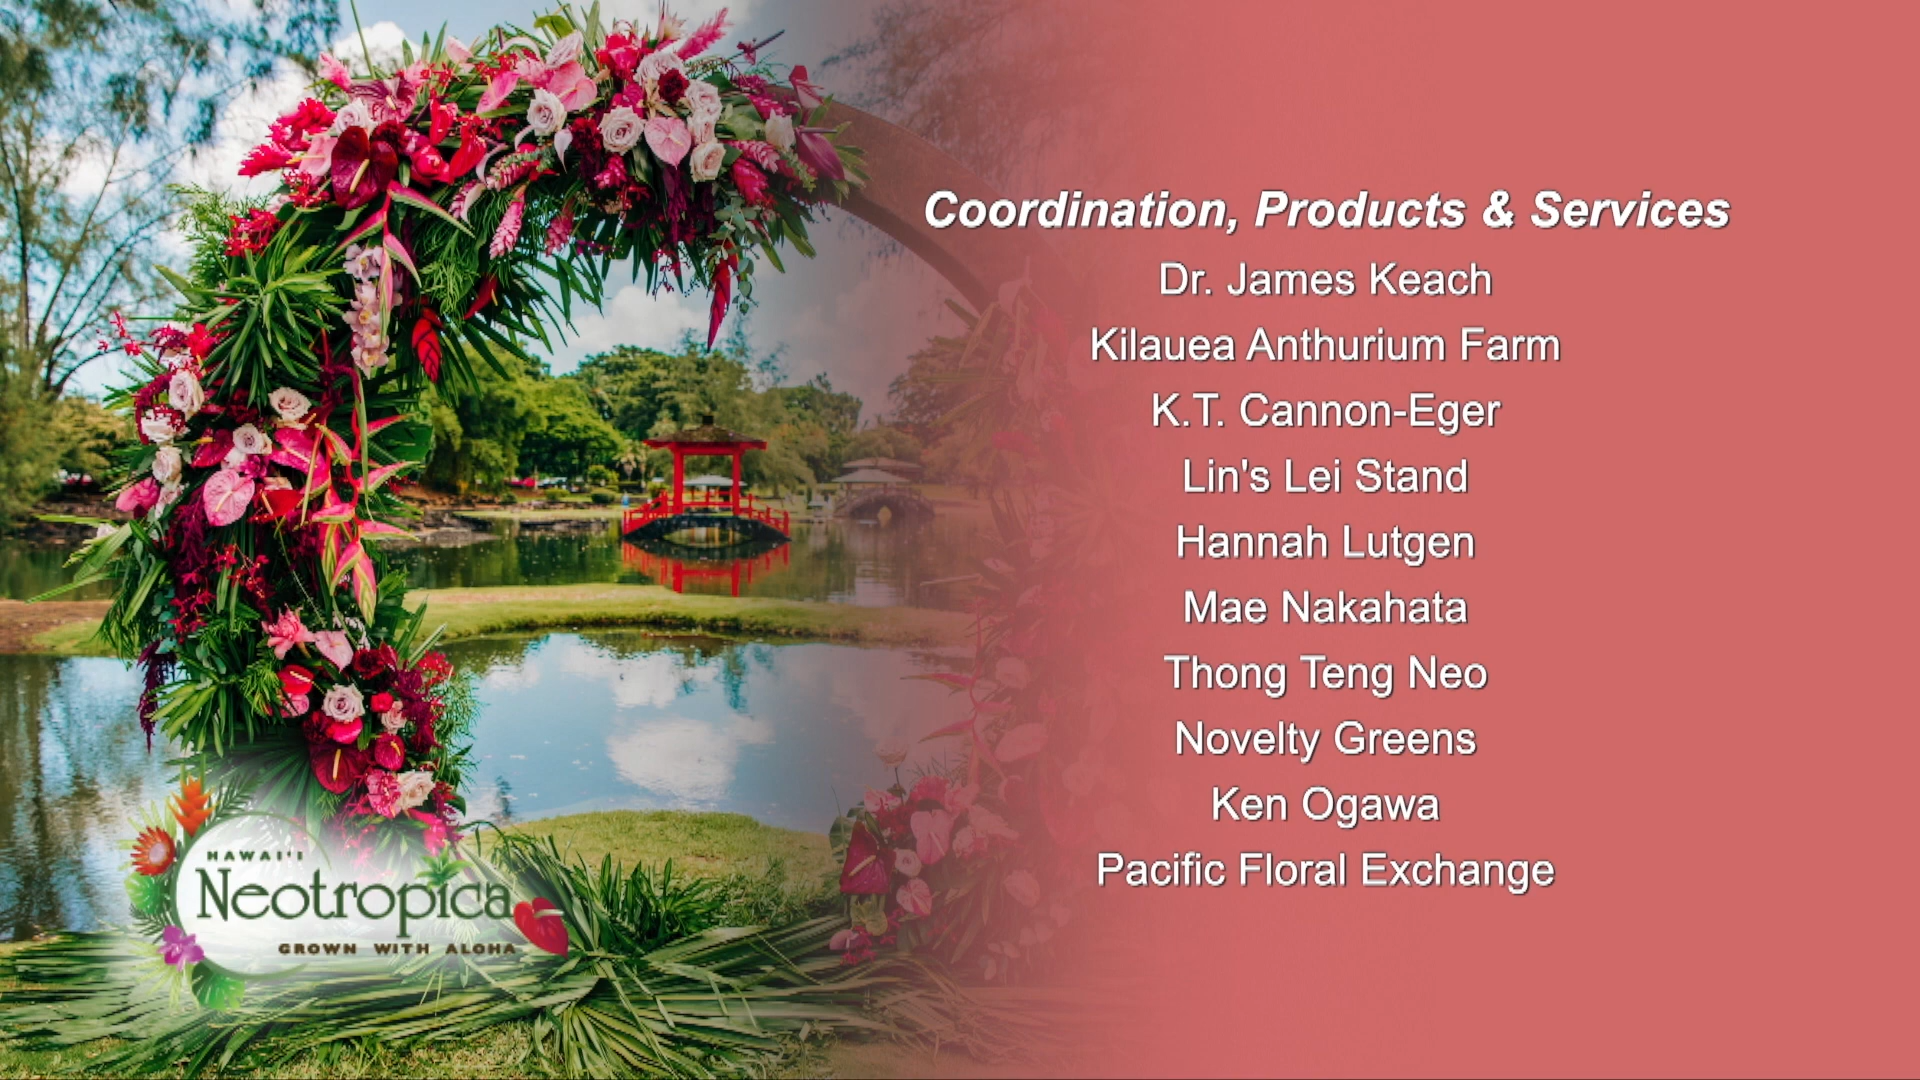 Coordination, Products & Services
Dr. James Keach
Kilauea Anthurium Farm
K.T. Cannon-Eger
Lin's Lei Stand
Hannah Lutgen
Mae Nakahata
Thong Teng Neo
Novelty Greens
Ken Ogawa
Pacific Floral Exchange
HAWAI'I
Neotropica
GROWN WITH ALOHA